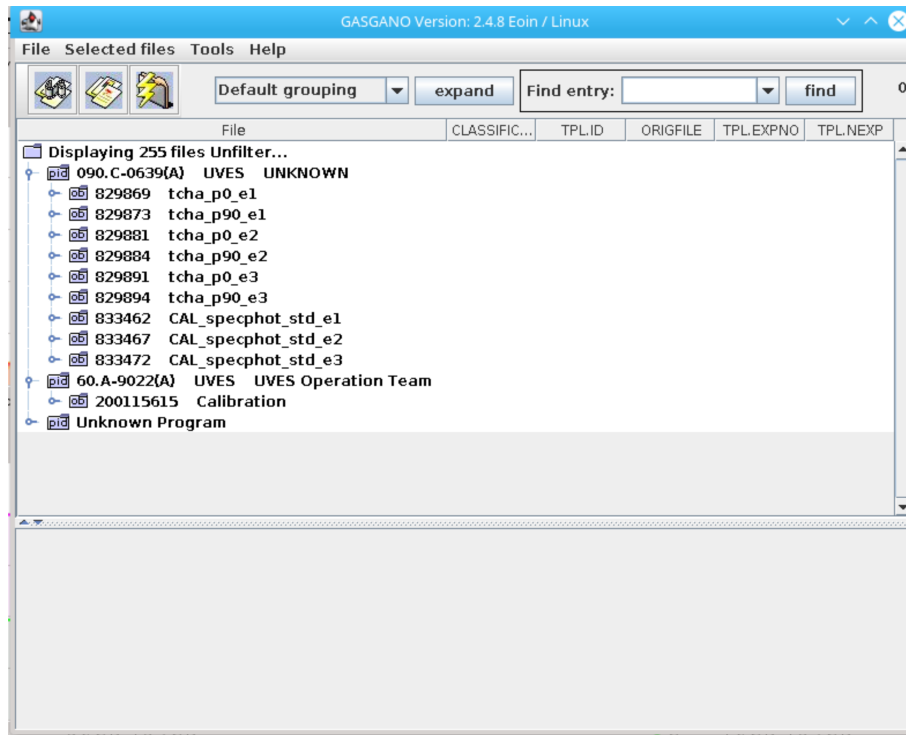 GASGANO Version: 2.4.8 Eoin / Linux
File Selected files Tools Help
Default grouping expand Find entry: find 0
File CLASSIFIC... TPL.ID ORIGFILE TPL.EXPNO TPL.NEXP
Displaying 255 files Unfilter...
pid 090.C-0639(A) UVES UNKNOWN
ob 829869 tcha_p0_e1
ob 829873 tcha_p90_e1
ob 829881 tcha_p0_e2
ob 829884 tcha_p90_e2
ob 829891 tcha_p0_e3
ob 829894 tcha_p90_e3
ob 833462 CAL_specphot_std_e1
ob 833467 CAL_specphot_std_e2
ob 833472 CAL_specphot_std_e3
pid 60.A-9022(A) UVES UVES Operation Team
ob 200115615 Calibration
pid Unknown Program